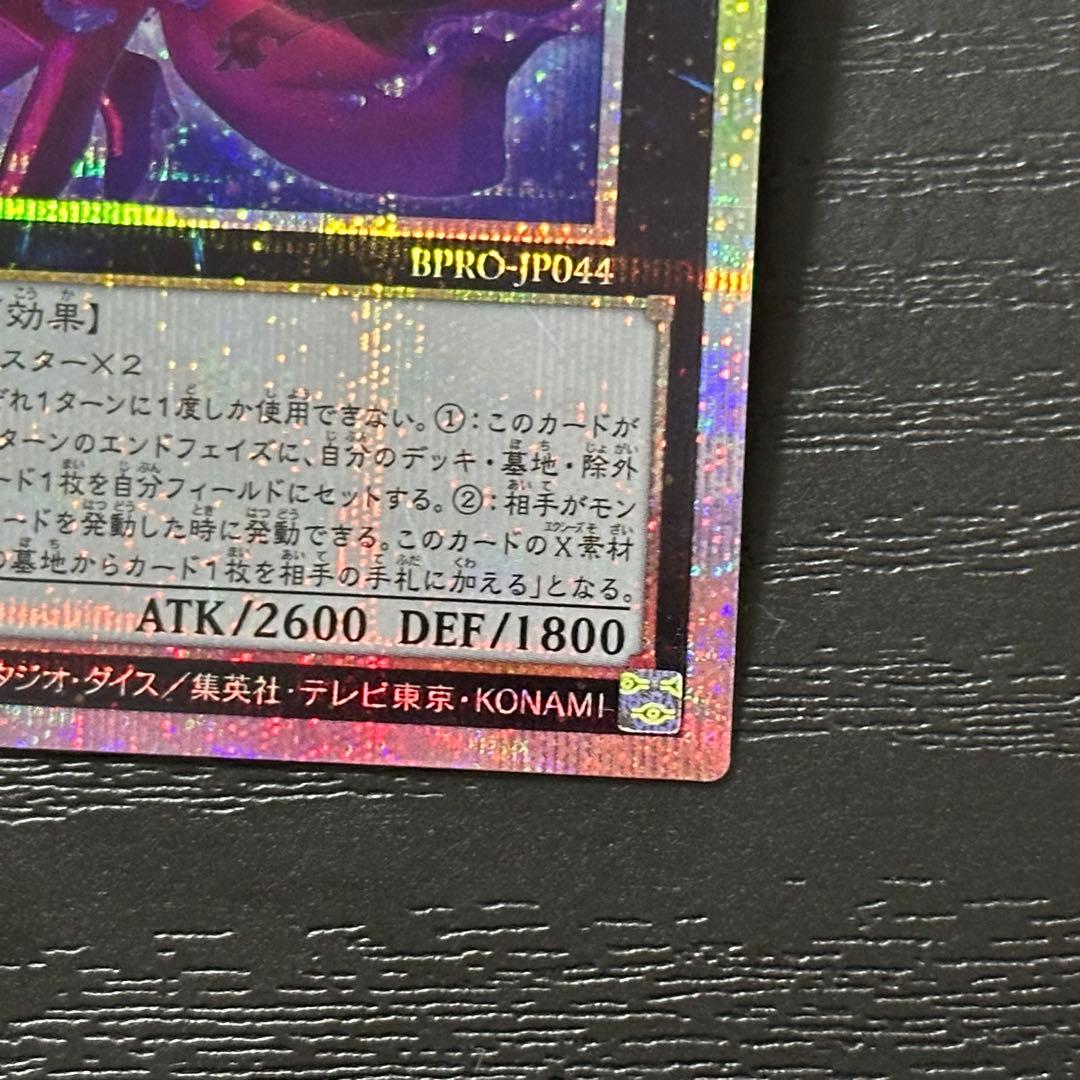 BPRO-JP044
効果】
スター×2
ぞれ1ターンに1度しか使用できない。①:このカードが
ターンのエンドフェイズに、自分のデッキ・墓地・除外
ード1枚を自分フィールドにセットする。②:相手がモン
ードを発動した時に発動できる。このカードのX素材
の墓地からカード1枚を相手の手札に加える」となる。
ATK/2600 DEF/1800
タジオ・ダイス/集英社・テレビ東京・KONAMI